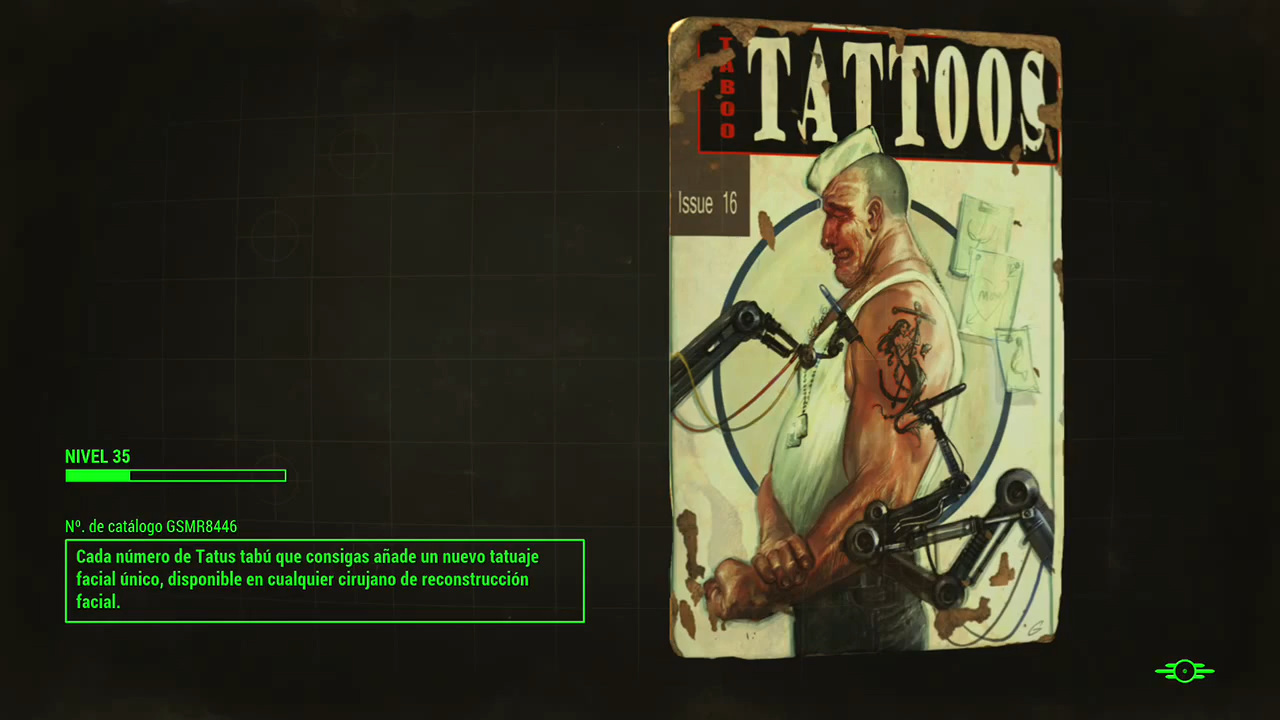 TABOO
TATTOOS
Issue 16
NIVEL 35
Nº. de catálogo GSMR8446
Cada número de Tatus tabú que consigas añade un nuevo tatuaje
facial único, disponible en cualquier cirujano de reconstrucción
facial.